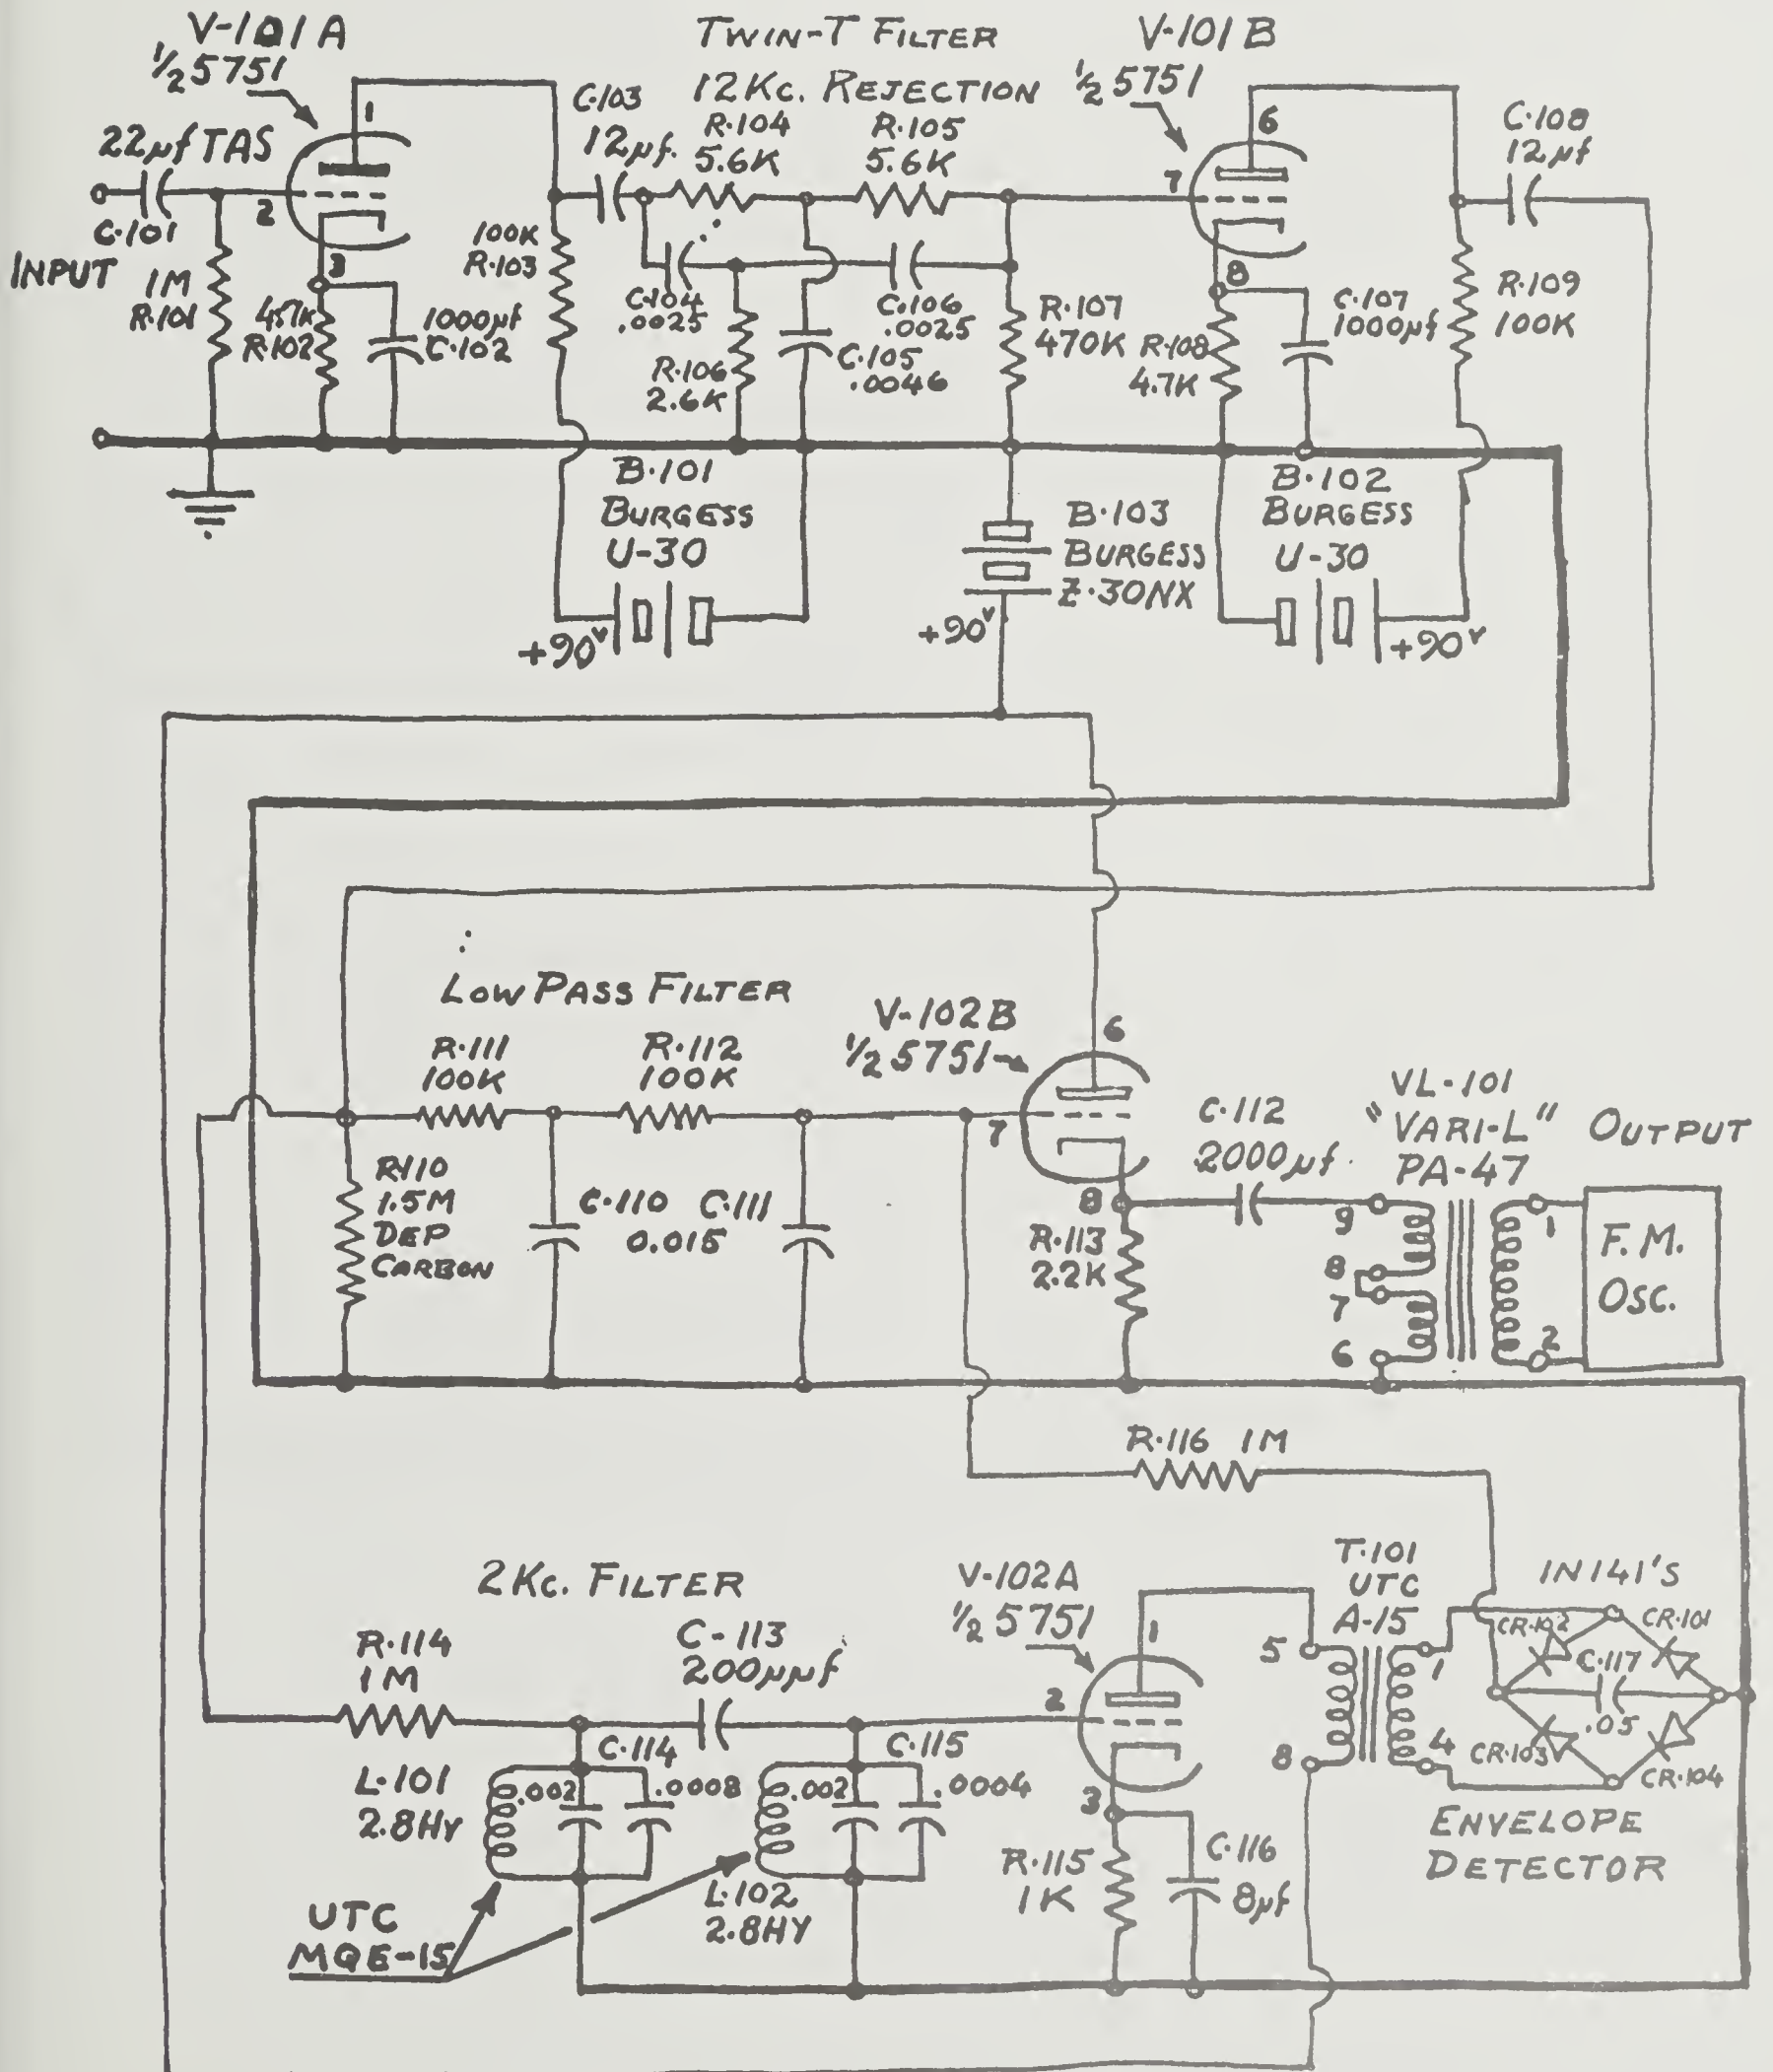 V-101A
1/2 5751
1
22µf TAS
C.101
2
INPUT
1M
R.101
3
4.7K
R.102
1000µf
C.102
TWIN-T FILTER
12Kc. REJECTION
C.103
12µf.
R.104
5.6K
R.105
5.6K
100K
R.103
C.104
.0025
C.106
.0025
R.106
2.6K
C.105
.0046
R.107
470K
V-101B
1/2 5751
6
7
8
C.108
12µf
C.107
1000µf
R.109
100K
R.108
4.7K
B.101
BURGESS
U-30
+90v
B.103
BURGESS
Z.30NX
+90v
B.102
BURGESS
U-30
+90v
LOW PASS FILTER
R.111
100K
R.112
100K
V-102B
1/2 5751
6
7
8
R.110
1.5M
DEP
CARBON
C.110
C.111
0.015
R.113
2.2K
C.112
.2000µf.
VL-101
"VARI-L"
PA-47
OUTPUT
9
8
7
6
1
2
F.M.
OSC.
R.116 1M
2Kc. FILTER
R.114
1M
C-113
200µµf
V-102A
1/2 5751
1
2
3
T.101
UTC
A-15
5
8
1
4
IN141'S
CR.102
CR.101
C.117
.05
CR.103
CR.104
ENVELOPE
DETECTOR
L.101
2.8HY
C.114
.002
.0008
C.115
.002
.0004
L.102
2.8HY
UTC
MQE-15
R.115
1K
C.116
8µf